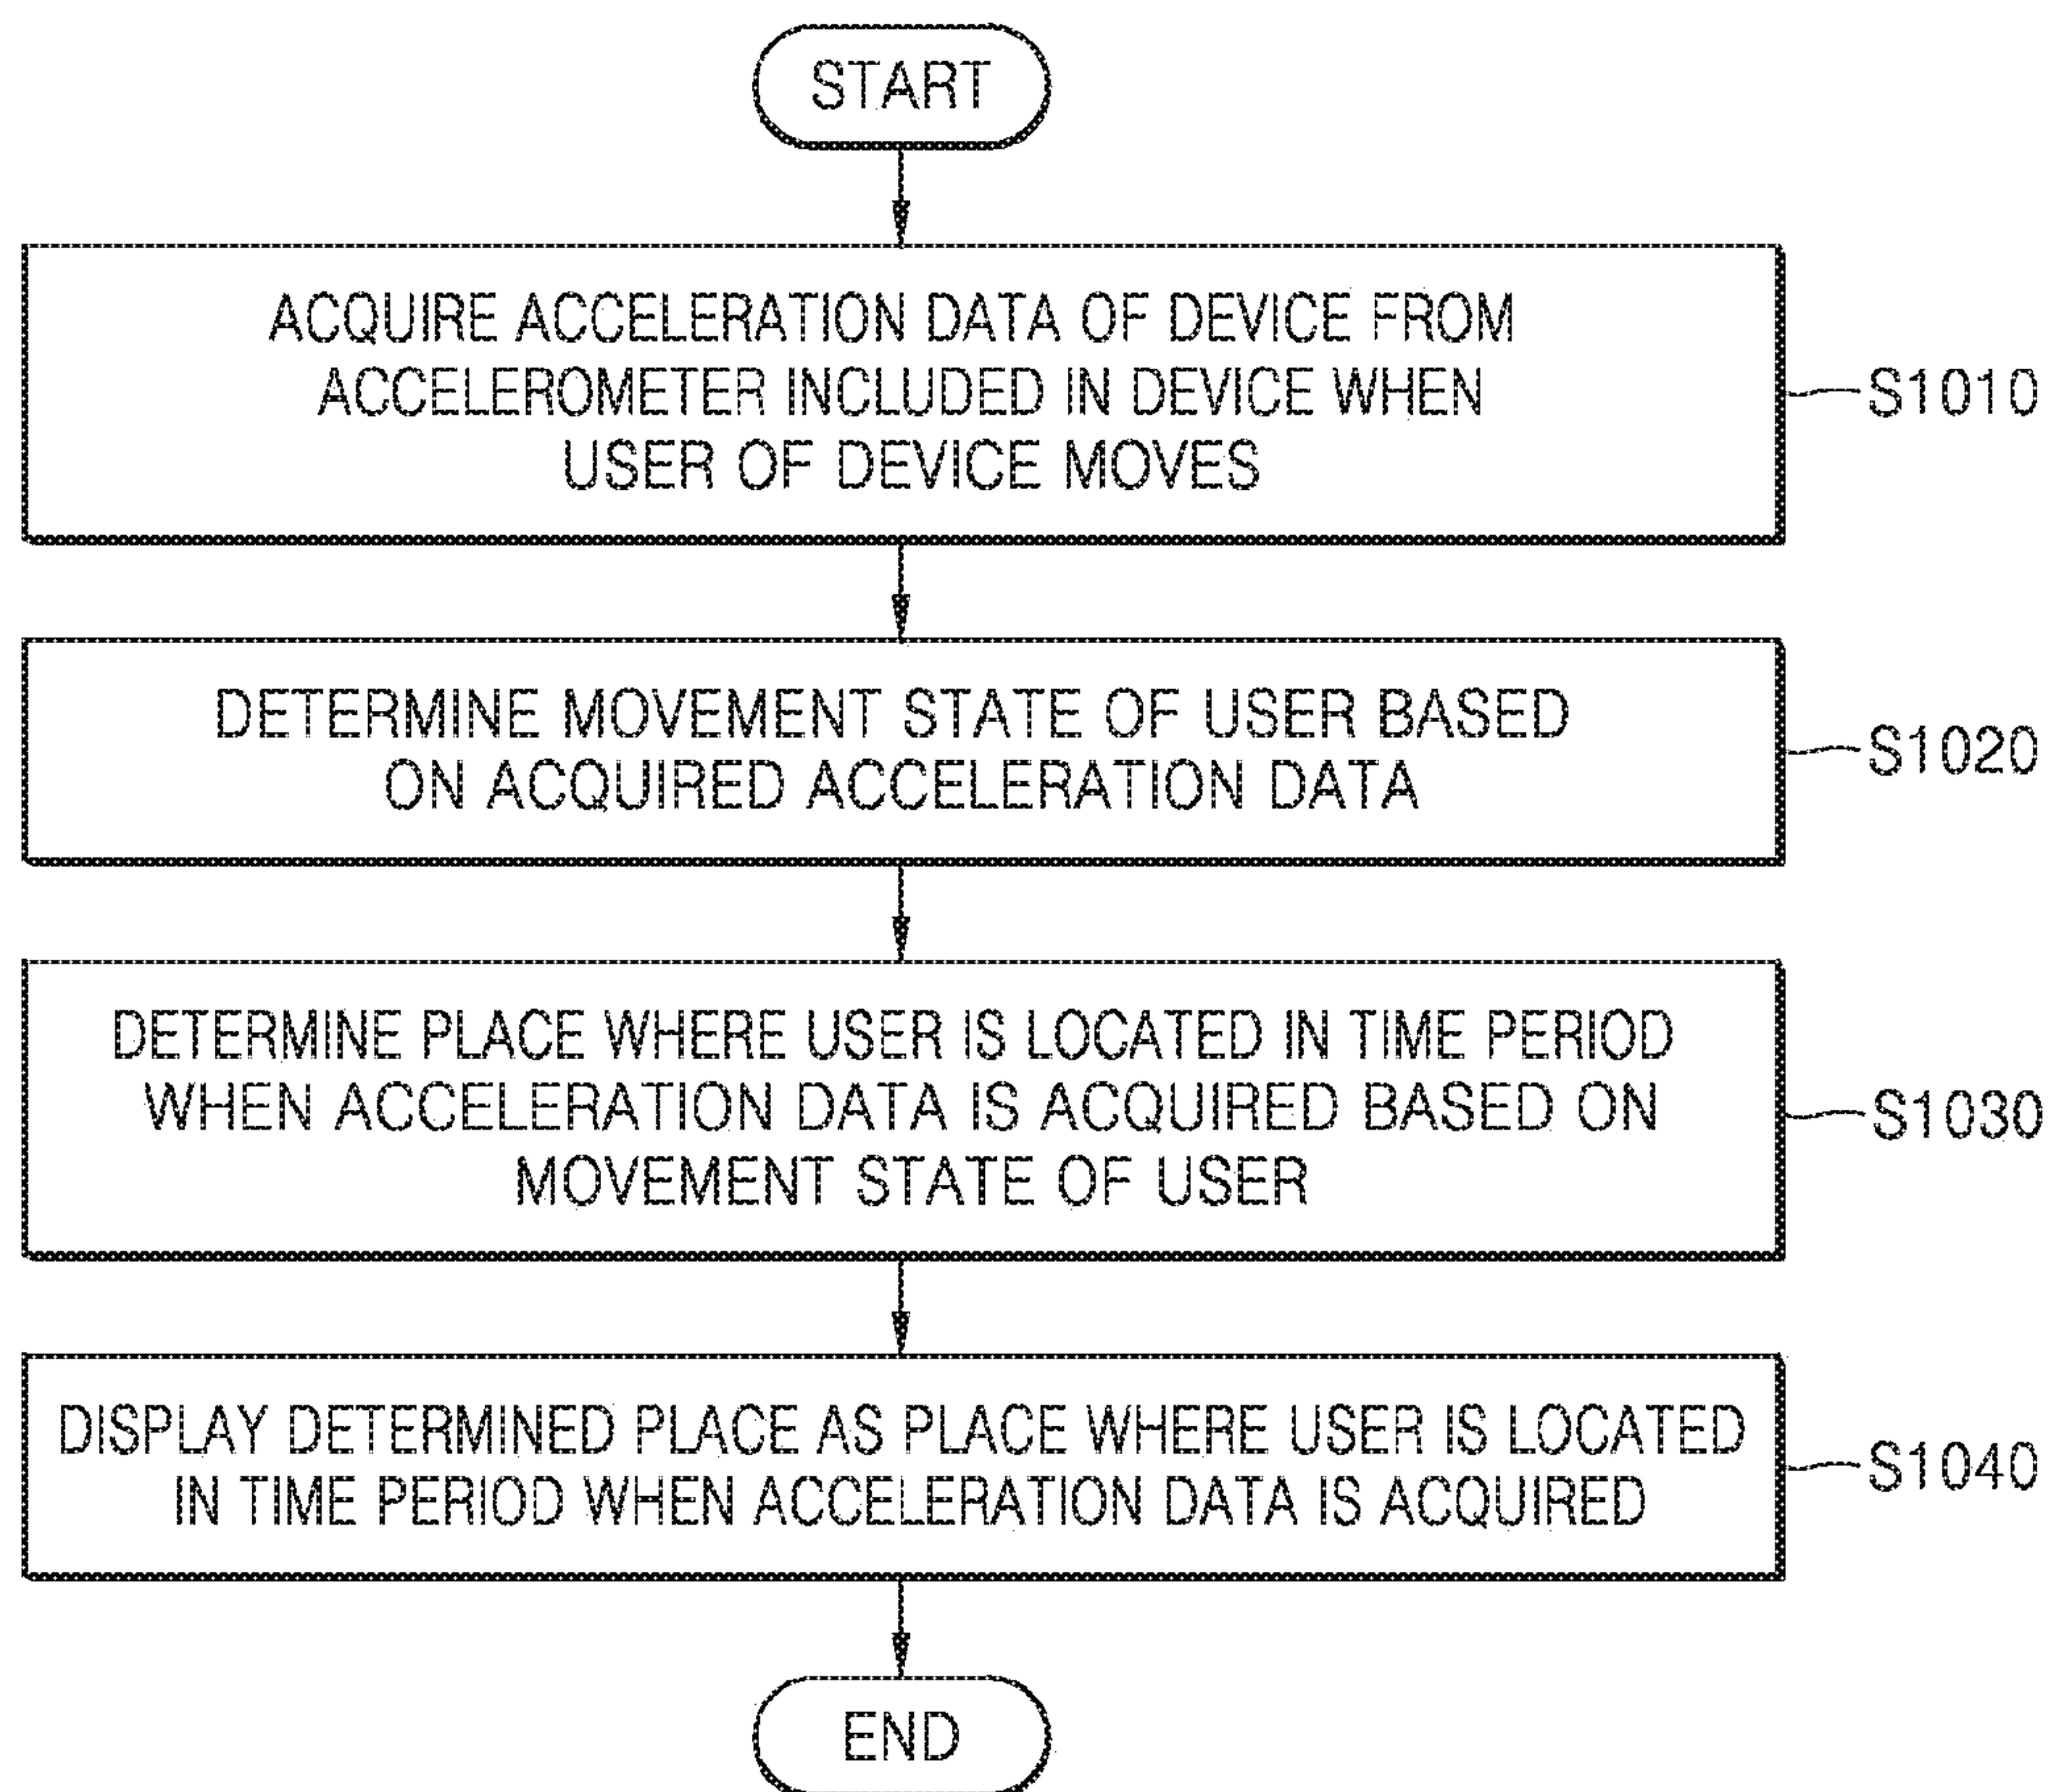 START
ACQUIRE ACCELERATION DATA OF DEVICE FROM
ACCELEROMETER INCLUDED IN DEVICE WHEN
USER OF DEVICE MOVES
S1010
DETERMINE MOVEMENT STATE OF USER BASED
ON ACQUIRED ACCELERATION DATA
S1020
DETERMINE PLACE WHERE USER IS LOCATED IN TIME PERIOD
WHEN ACCELERATION DATA IS ACQUIRED BASED ON
MOVEMENT STATE OF USER
S1030
DISPLAY DETERMINED PLACE AS PLACE WHERE USER IS LOCATED
IN TIME PERIOD WHEN ACCELERATION DATA IS ACQUIRED
S1040
END